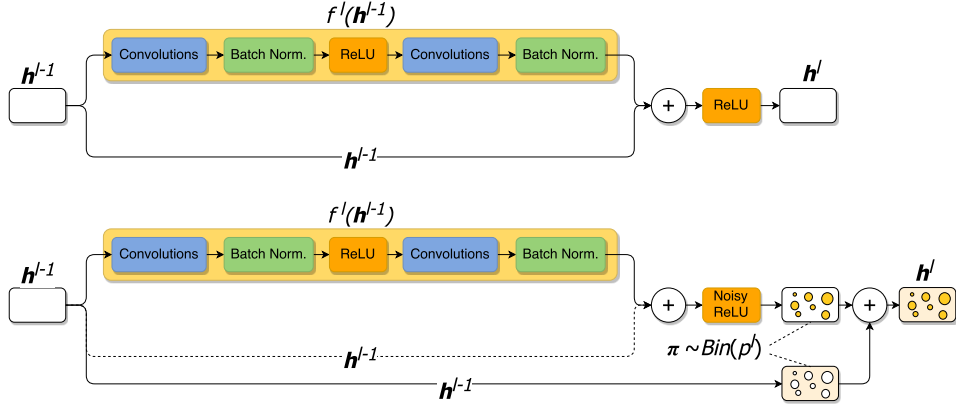 f^l(h^{l-1})
Convolutions Batch Norm. ReLU Convolutions Batch Norm.
h^{l-1}
h^l
+ ReLU
h^{l-1}
f^l(h^{l-1})
Convolutions Batch Norm. ReLU Convolutions Batch Norm.
h^{l-1}
h^l
+ Noisy ReLU +
π ~ Bin(p^l)
h^{l-1}
h^{l-1}